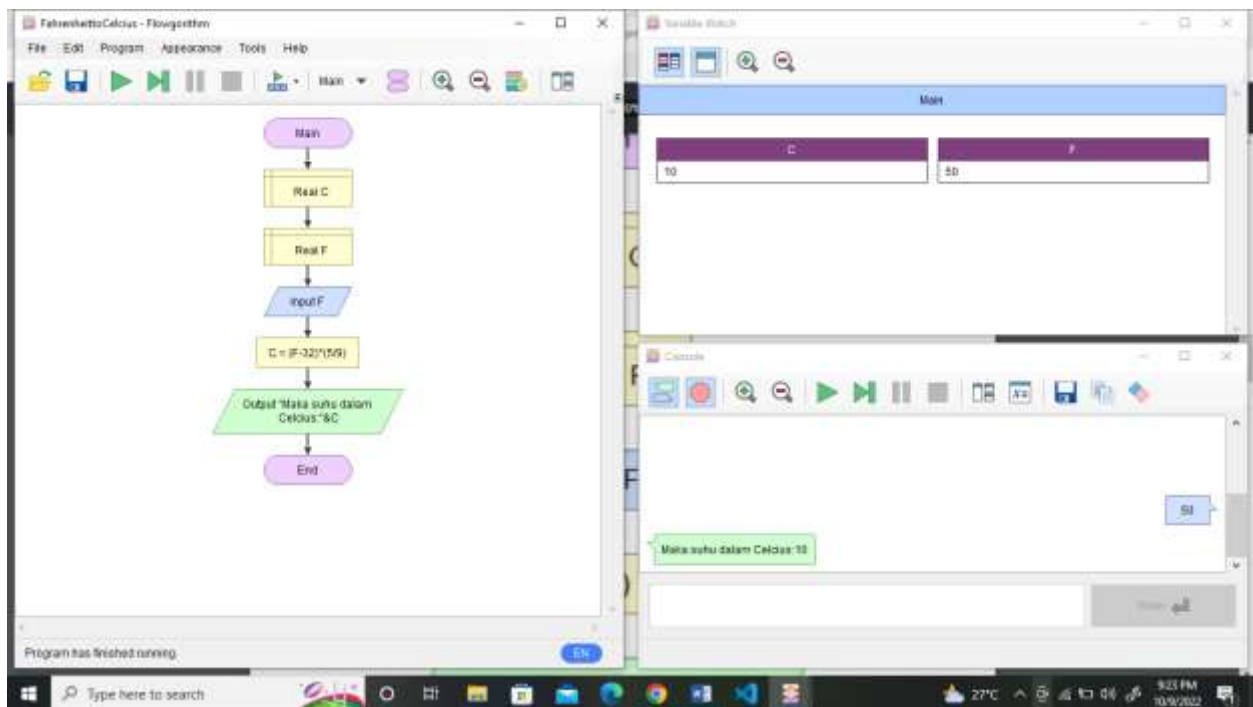 FahrenheittoCelcius - Flowgorithm
File Edit Program Appearance Tools Help
Main
Main
Real C
Real F
Input F
C = (F-32)*(5/9)
Output "Maka suhu dalam
Celcius:"&C
End
Program has finished running
EN
Variable Watch
Main
C
F
10
50
Console
50
Maka suhu dalam Celcius:10
Type here to search
27°C
9:23 PM
10/9/2022